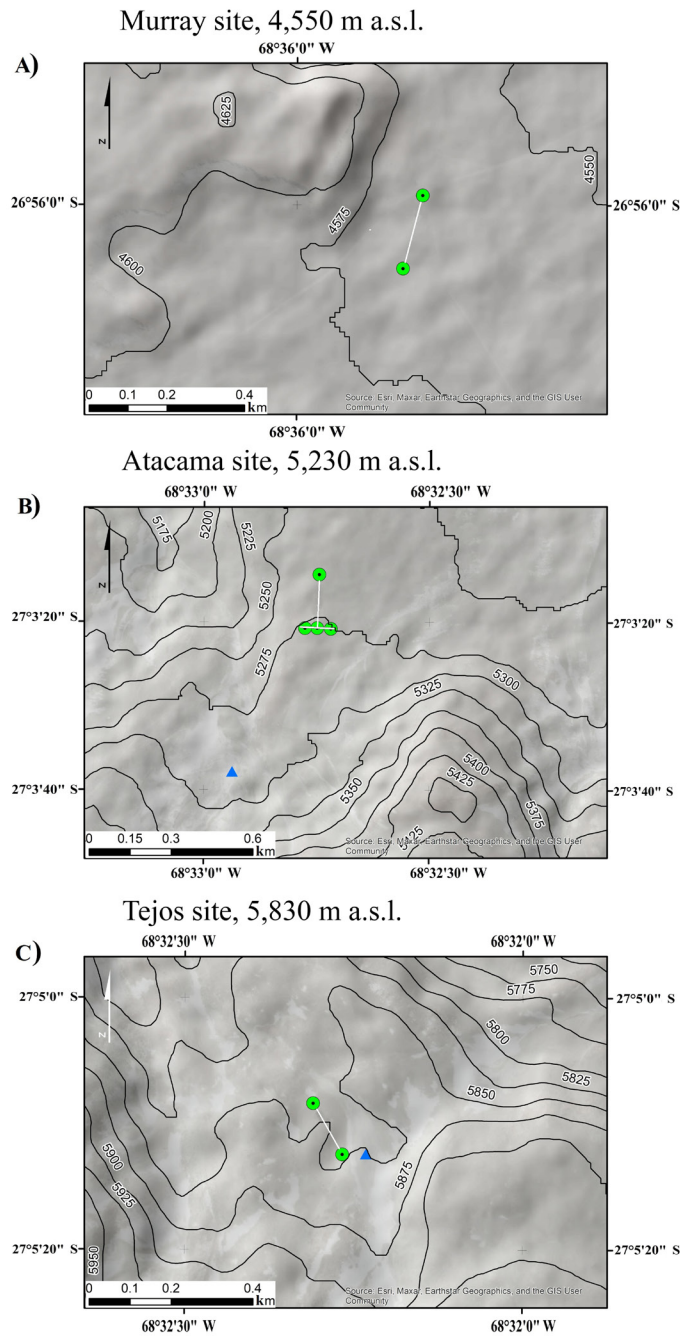 Murray site, 4,550 m a.s.l.
68°36'0" W
A)
4625
N
26°56'0" S
26°56'0" S
4550
4575
4600
0 0.1 0.2 0.4
km
Source: Esri, Maxar, Earthstar Geographics, and the GIS User
Community
68°36'0" W
Atacama site, 5,230 m a.s.l.
68°33'0" W 68°32'30" W
B)
5175
5200
5225
N
5250
27°3'20" S
27°3'20" S
5275
5300
5325
5400
5350
5425
5375
27°3'40" S
27°3'40" S
0 0.15 0.3 0.6
km
Source: Esri, Maxar, Earthstar Geographics, and the GIS User
Community
68°33'0" W 68°32'30" W
Tejos site, 5,830 m a.s.l.
68°32'30" W 68°32'0" W
C)
5750
5775
27°5'0" S
27°5'0" S
N
5800
5825
5850
5900
5875
5925
5950
27°5'20" S
27°5'20" S
0 0.1 0.2 0.4
km
Source: Esri, Maxar, Earthstar Geographics, and the GIS User
Community
68°32'30" W 68°32'0" W